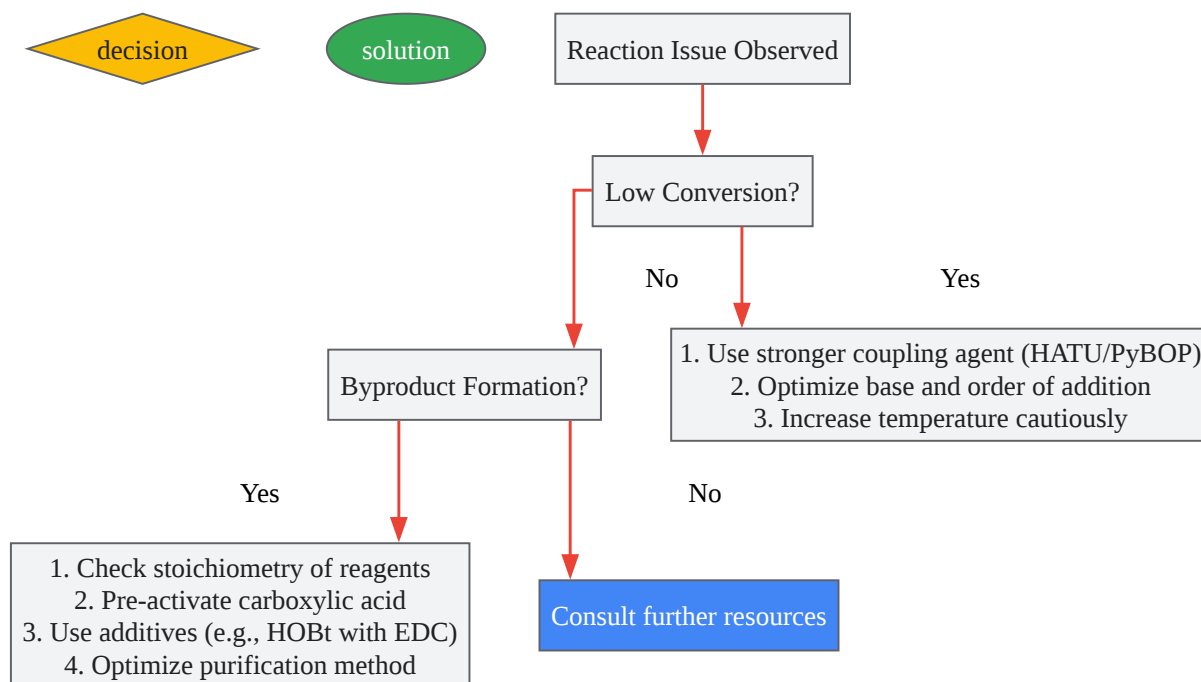 decision
solution
Reaction Issue Observed
Low Conversion?
No
Yes
1. Use stronger coupling agent (HATU/PyBOP)
2. Optimize base and order of addition
3. Increase temperature cautiously
Byproduct Formation?
Yes
No
1. Check stoichiometry of reagents
2. Pre-activate carboxylic acid
3. Use additives (e.g., HOBt with EDC)
4. Optimize purification method
Consult further resources